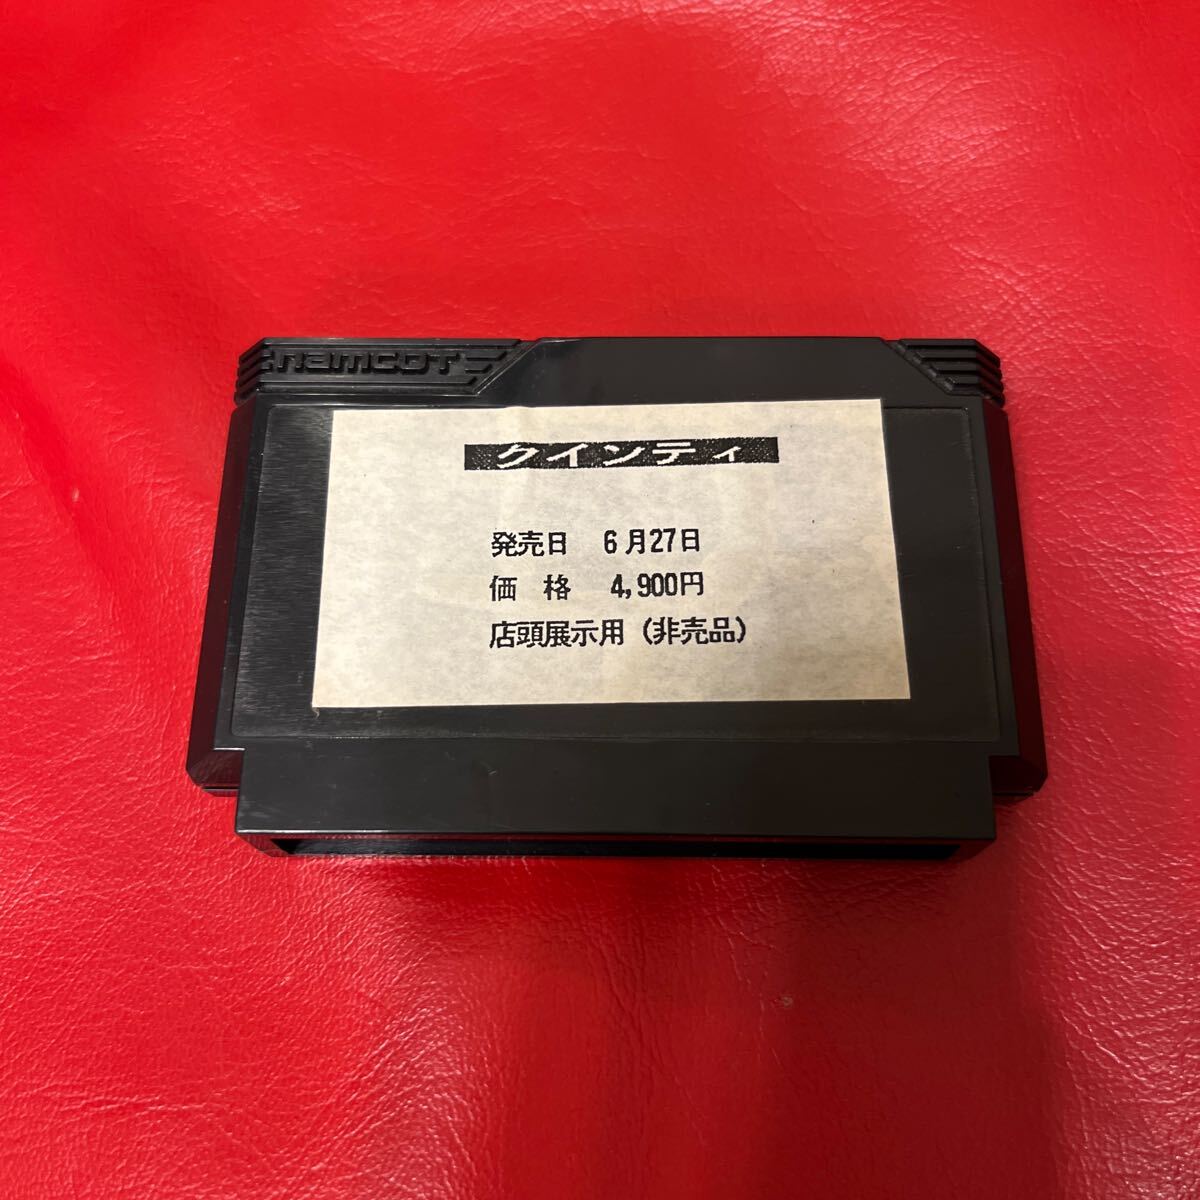 namcot
クインティ
発売日 6月27日
価 格 4,900円
店頭展示用(非売品)